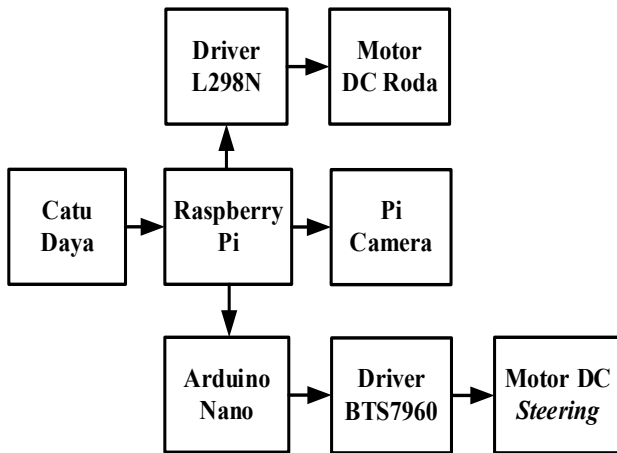 Driver
L298N
Motor
DC Roda
Catu
Daya
Raspberry
Pi
Pi
Camera
Arduino
Nano
Driver
BTS7960
Motor DC
Steering